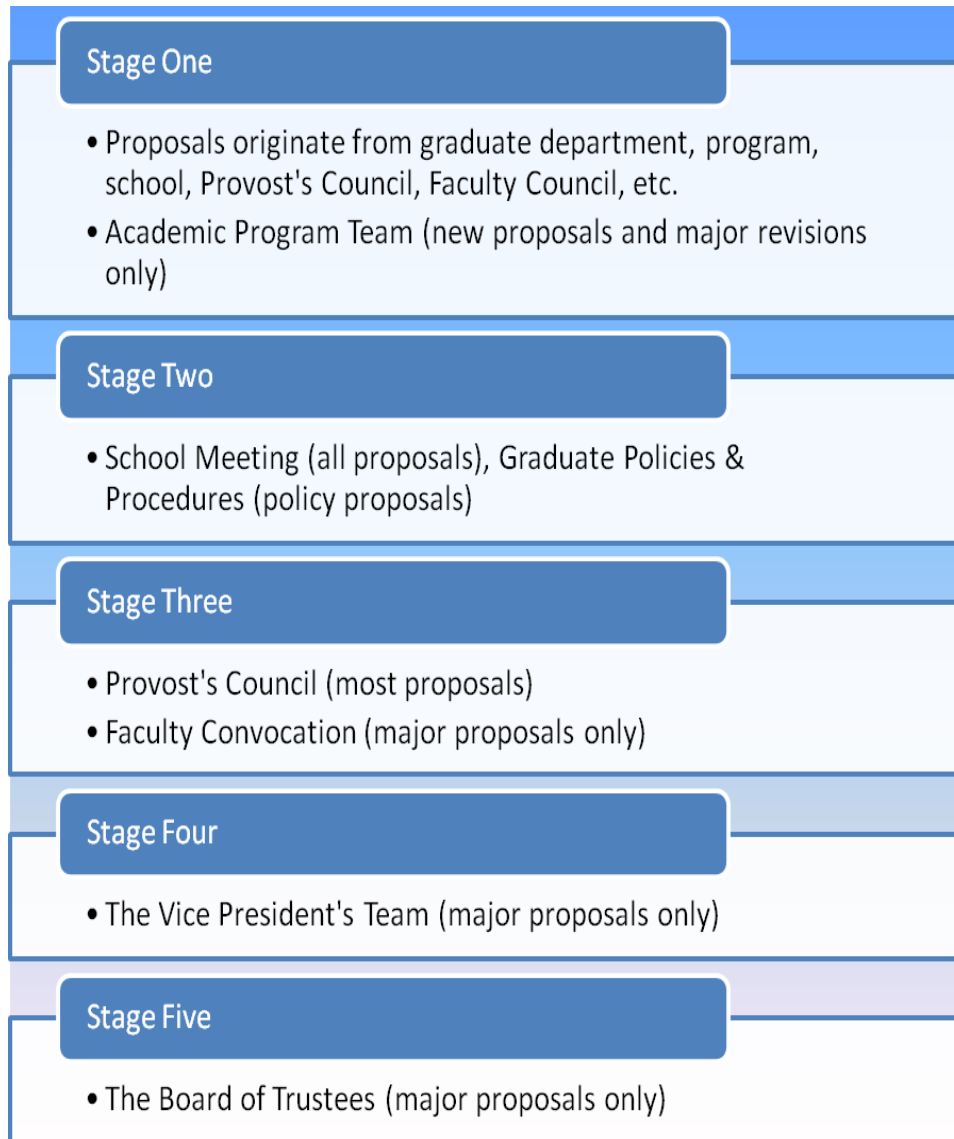 Stage One
• Proposals originate from graduate department, program,
school, Provost's Council, Faculty Council, etc.
• Academic Program Team (new proposals and major revisions
only)
Stage Two
• School Meeting (all proposals), Graduate Policies &
Procedures (policy proposals)
Stage Three
• Provost's Council (most proposals)
• Faculty Convocation (major proposals only)
Stage Four
• The Vice President's Team (major proposals only)
Stage Five
• The Board of Trustees (major proposals only)